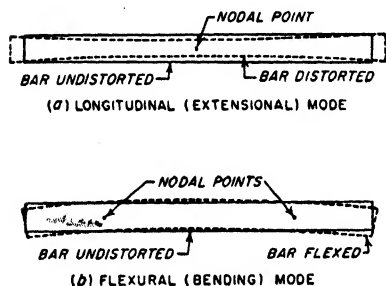 NODAL POINT
BAR UNDISTORTED
BAR DISTORTED
(a) LONGITUDINAL (EXTENSIONAL) MODE
NODAL POINTS
BAR UNDISTORTED
BAR FLEXED
(b) FLEXURAL (BENDING) MODE